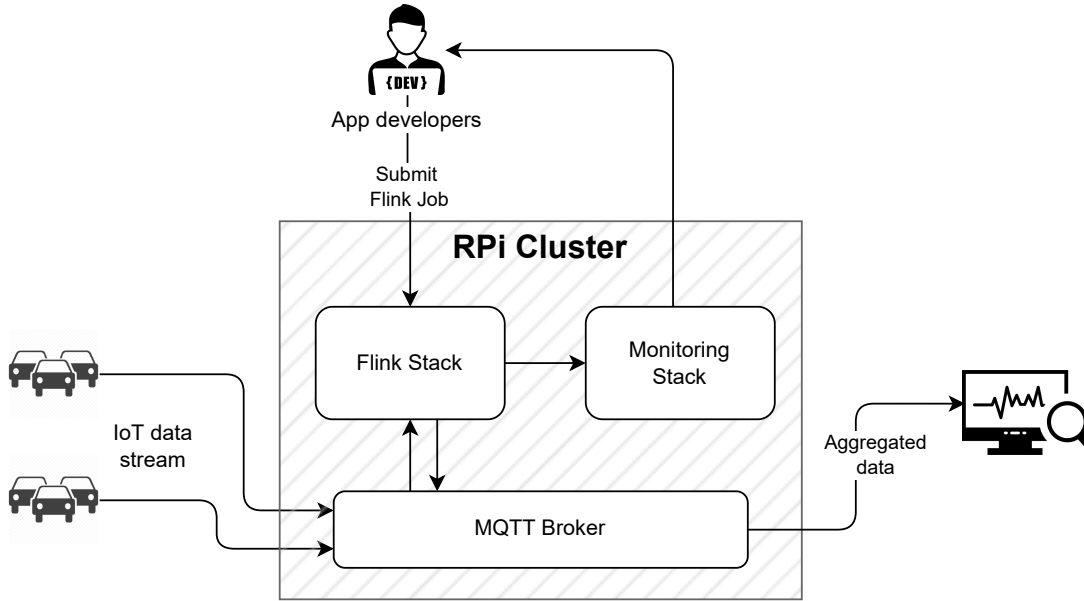 {DEV}
App developers
Submit
Flink Job
RPi Cluster
Flink Stack
Monitoring
Stack
IoT data
stream
Aggregated
data
MQTT Broker